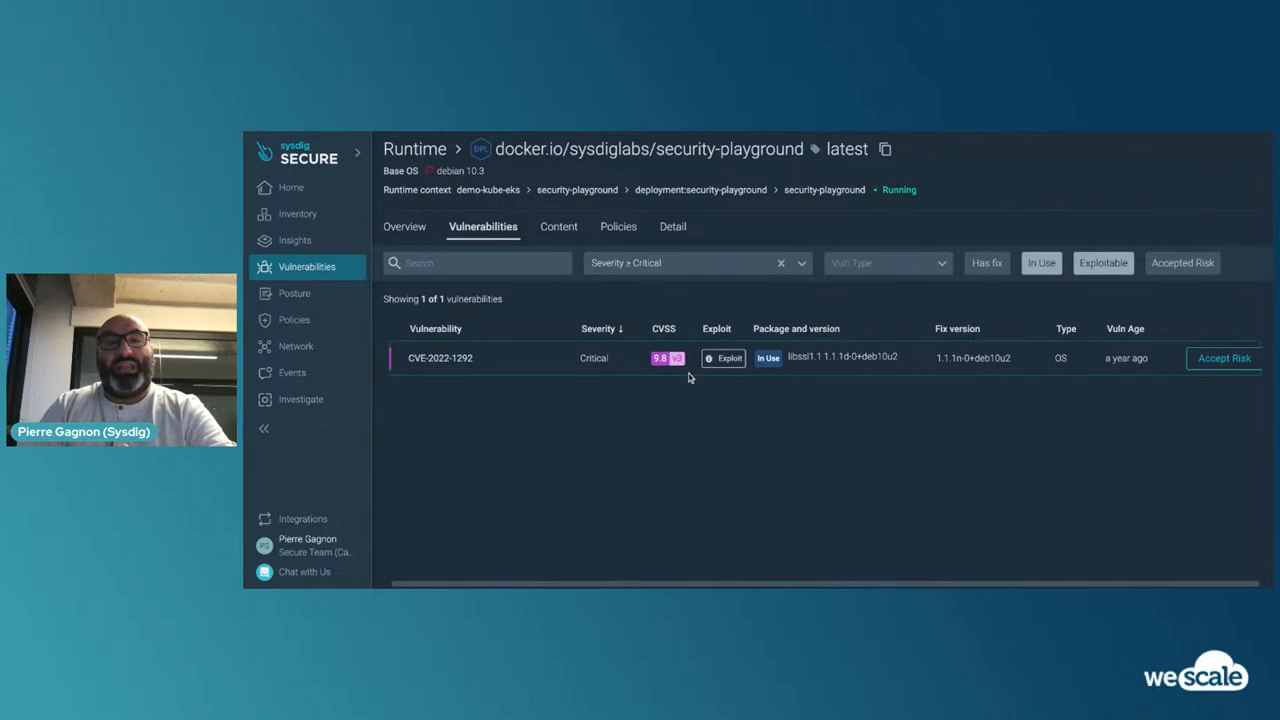 sysdig
SECURE
Home
Inventory
Insights
Vulnerabilities
Posture
Policies
Network
Events
Investigate
Integrations
PG
Pierre Gagnon
Secure Team (Ca...
Chat with Us
Runtime > DPL docker.io/sysdiglabs/security-playground latest
Base OS debian 10.3
Runtime context demo-kube-eks > security-playground > deployment:security-playground > security-playground • Running
Overview Vulnerabilities Content Policies Detail
Search Severity ≥ Critical Vuln Type Has fix In Use Exploitable Accepted Risk
Showing 1 of 1 vulnerabilities
Vulnerability Severity ↓ CVSS Exploit Package and version Fix version Type Vuln Age
CVE-2022-1292 Critical 9.8 v3 Exploit In Use libssl1.1 1.1.1d-0+deb10u2 1.1.1n-0+deb10u2 OS a year ago Accept Risk
Pierre Gagnon (Sysdig)
wescale